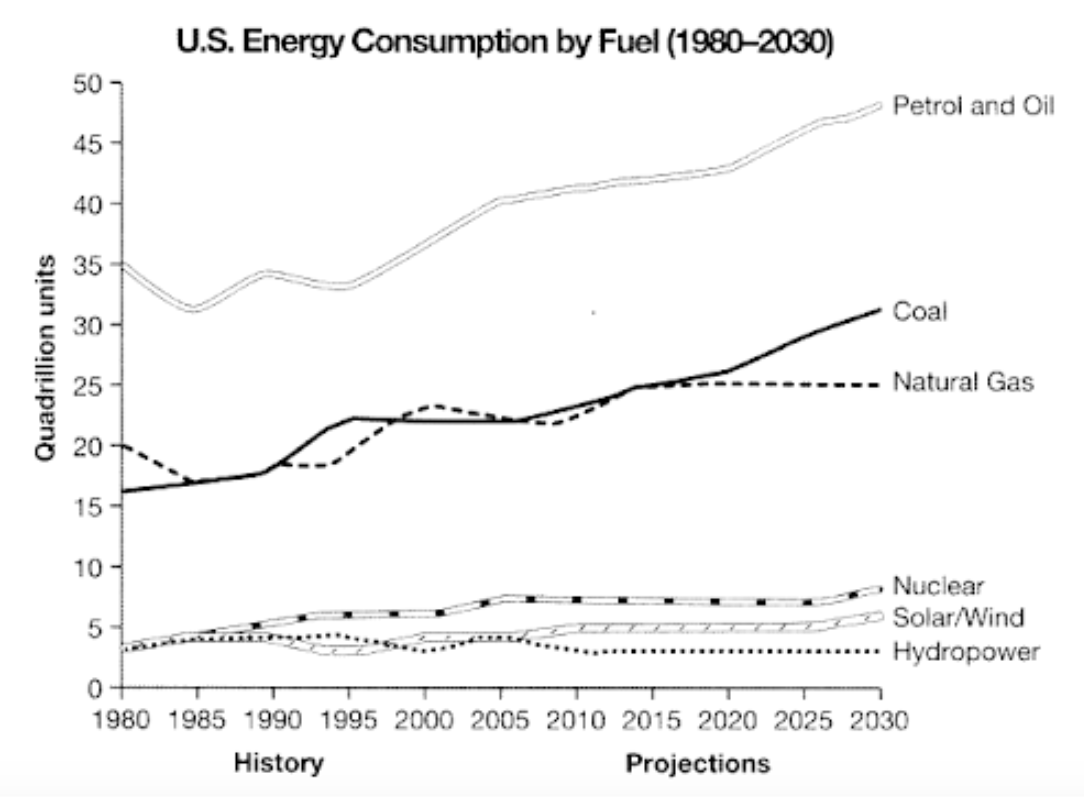 U.S. Energy Consumption by Fuel (1980–2030)
Quadrillion units
50
45
40
35
30
25
20
15
10
5
0
Petrol and Oil
Coal
Natural Gas
Nuclear
Solar/Wind
Hydropower
1980 1985 1990 1995 2000 2005 2010 2015 2020 2025 2030
History Projections